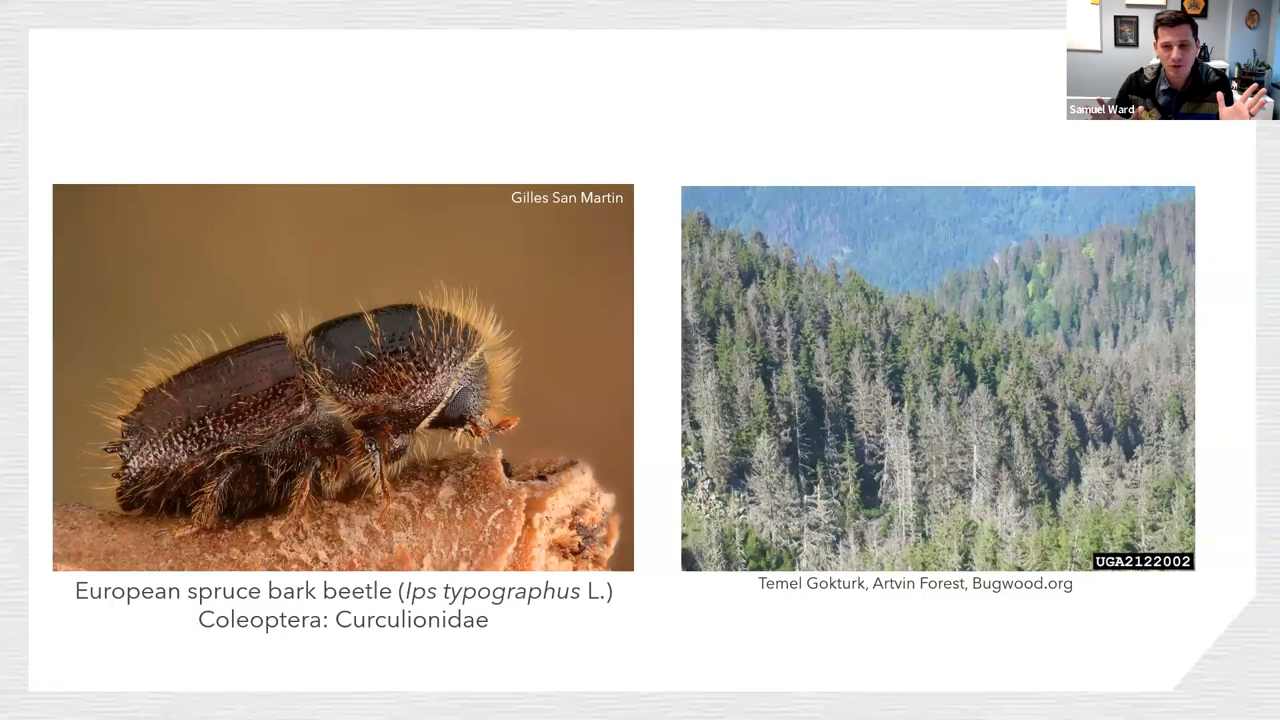 Samuel Ward
Gilles San Martin
UGA2122002
European spruce bark beetle (Ips typographus L.)
Coleoptera: Curculionidae
Temel Gokturk, Artvin Forest, Bugwood.org